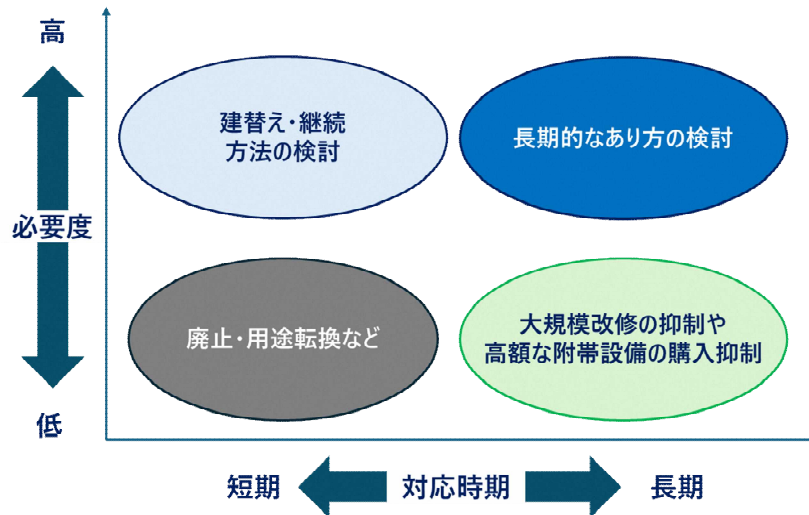 高
建替え・継続
方法の検討
長期的なあり方の検討
必要度
廃止・用途転換など
大規模改修の抑制や
高額な附帯設備の購入抑制
低
短期
対応時期
長期